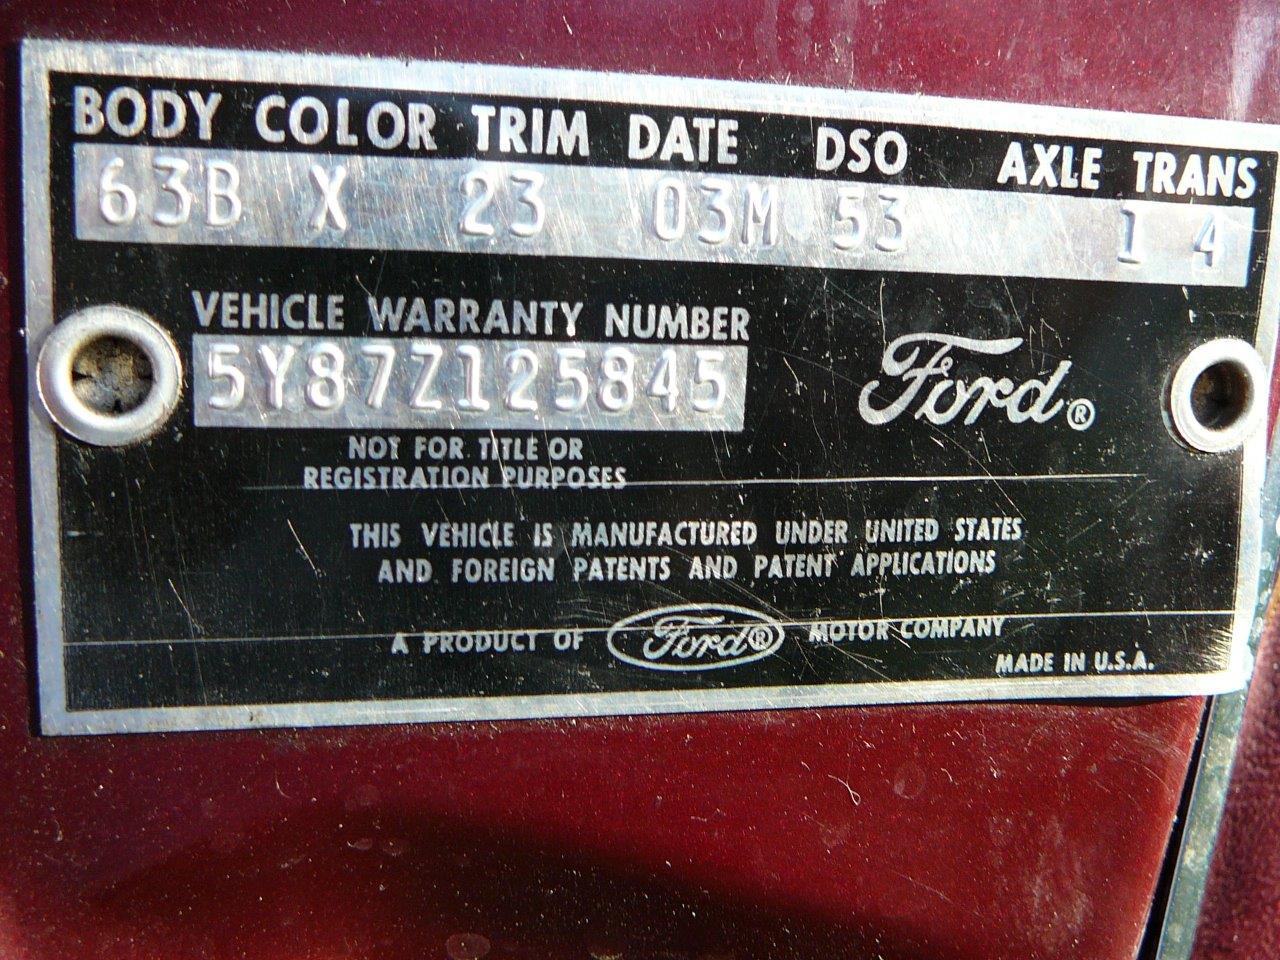 BODY COLOR TRIM DATE DSO AXLE TRANS
63B X 23 03M 53 1 4
VEHICLE WARRANTY NUMBER
5Y87Z125845
Ford®
NOT FOR TITLE OR
REGISTRATION PURPOSES
THIS VEHICLE IS MANUFACTURED UNDER UNITED STATES
AND FOREIGN PATENTS AND PATENT APPLICATIONS
A PRODUCT OF Ford® MOTOR COMPANY
MADE IN U.S.A.